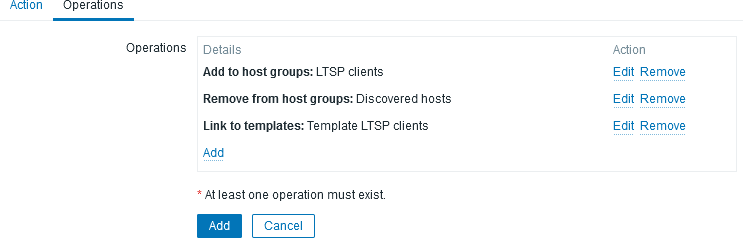 Action Operations
Operations Details Action
Add to host groups: LTSP clients Edit Remove
Remove from host groups: Discovered hosts Edit Remove
Link to templates: Template LTSP clients Edit Remove
Add
* At least one operation must exist.
Add Cancel